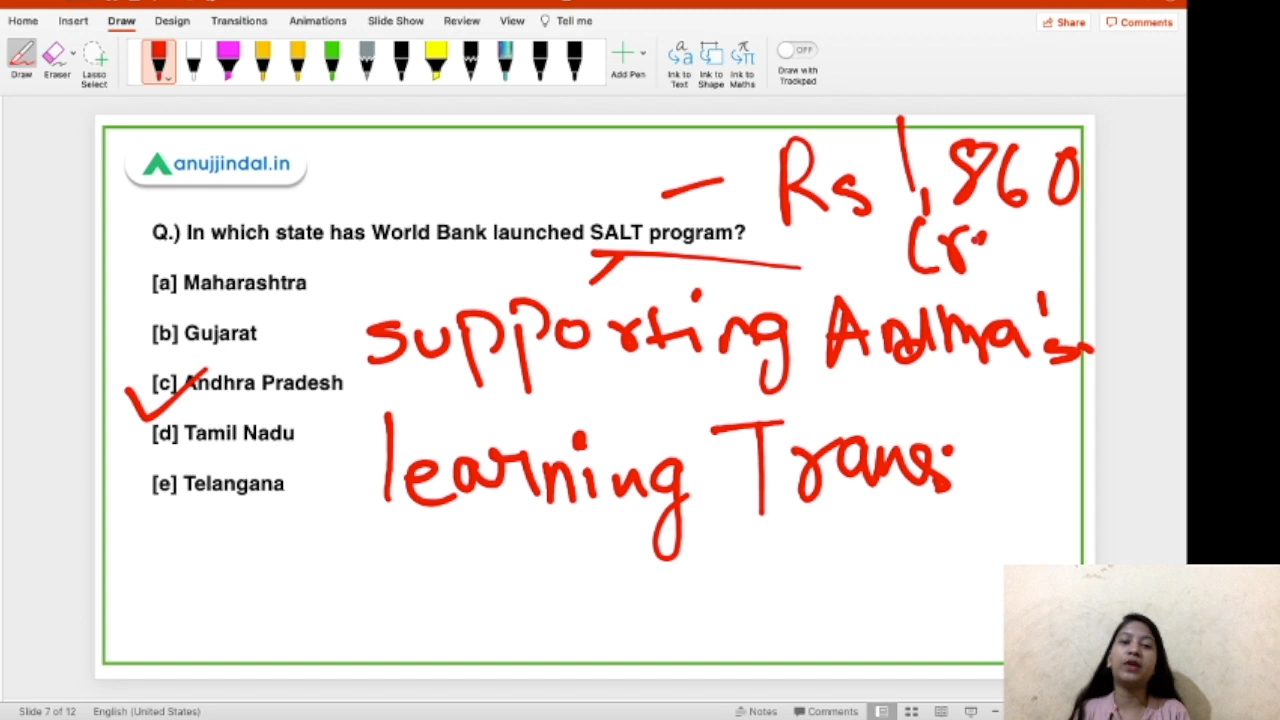 Home Insert Draw Design Transitions Animations Slide Show Review View Tell me Share Comments
Draw Eraser Lasso Select Add Pen Ink to Text Ink to Shape Ink to Maths OFF Draw with Trackpad
anujjindal.in
- Rs 1,860
Cr.
Q.) In which state has World Bank launched SALT program?
[a] Maharashtra
[b] Gujarat
supporting Andhra's
[c] Andhra Pradesh
[d] Tamil Nadu
learning Trans.
[e] Telangana
Slide 7 of 12 English (United States) Notes Comments